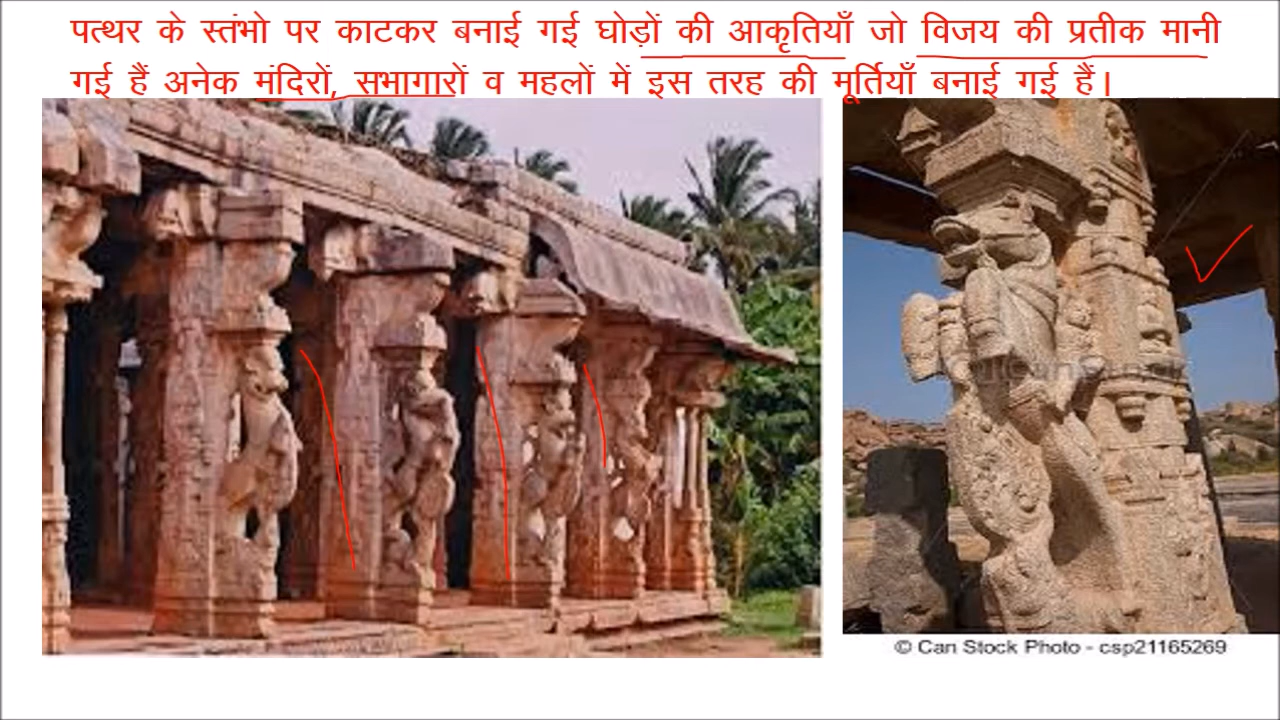 पत्थर के स्तंभो पर काटकर बनाई गई घोड़ों की आकृतियाँ जो विजय की प्रतीक मानी
गई हैं अनेक मंदिरों, सभागारों व महलों में इस तरह की मूर्तियाँ बनाई गई हैं।
© Can Stock Photo - csp21165269